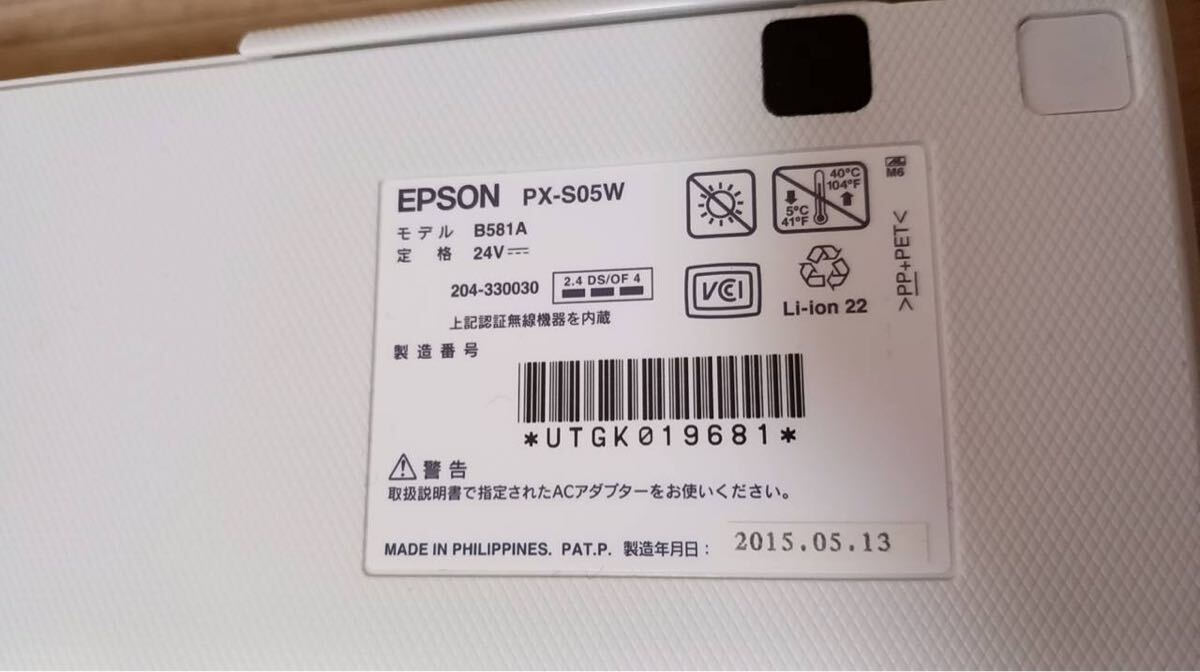 EPSON PX-S05W
モデル B581A
定 格 24V
204-330030 2.4 DS/OF 4
上記認証無線機器を内蔵
製造番号
*UTGK019681*
警告
取扱説明書で指定されたACアダプターをお使いください。
MADE IN PHILIPPINES. PAT.P. 製造年月日: 2015.05.13
40°C
104°F
5°C
41°F
VCCI
Li-ion 22
M6
>PP+PET<